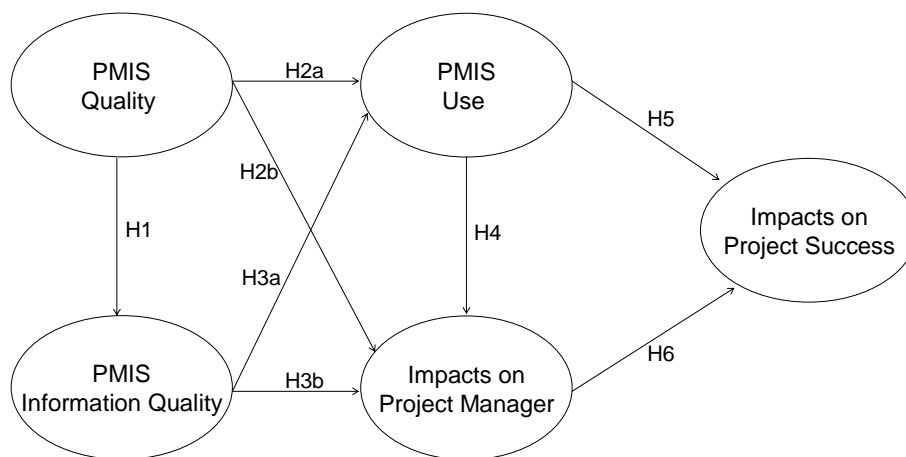 PMIS
Quality
H2a
PMIS
Use
H5
H2b
H1
H4
Impacts on
Project Success
H3a
H6
PMIS
Information Quality
H3b
Impacts on
Project Manager